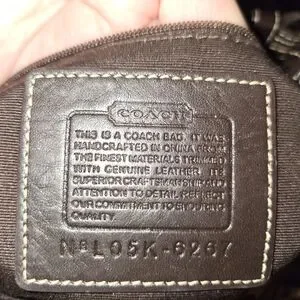 COACH
THIS IS A COACH BAG. IT WAS
HANDCRAFTED IN CHINA FROM
THE FINEST MATERIALS TRIMMED
WITH GENUINE LEATHER. ITS
SUPERIOR CRAFTSMANSHIP AND
ATTENTION TO DETAIL REFLECT
OUR COMMITMENT TO ENDURING
QUALITY.
Nº L05K-6267